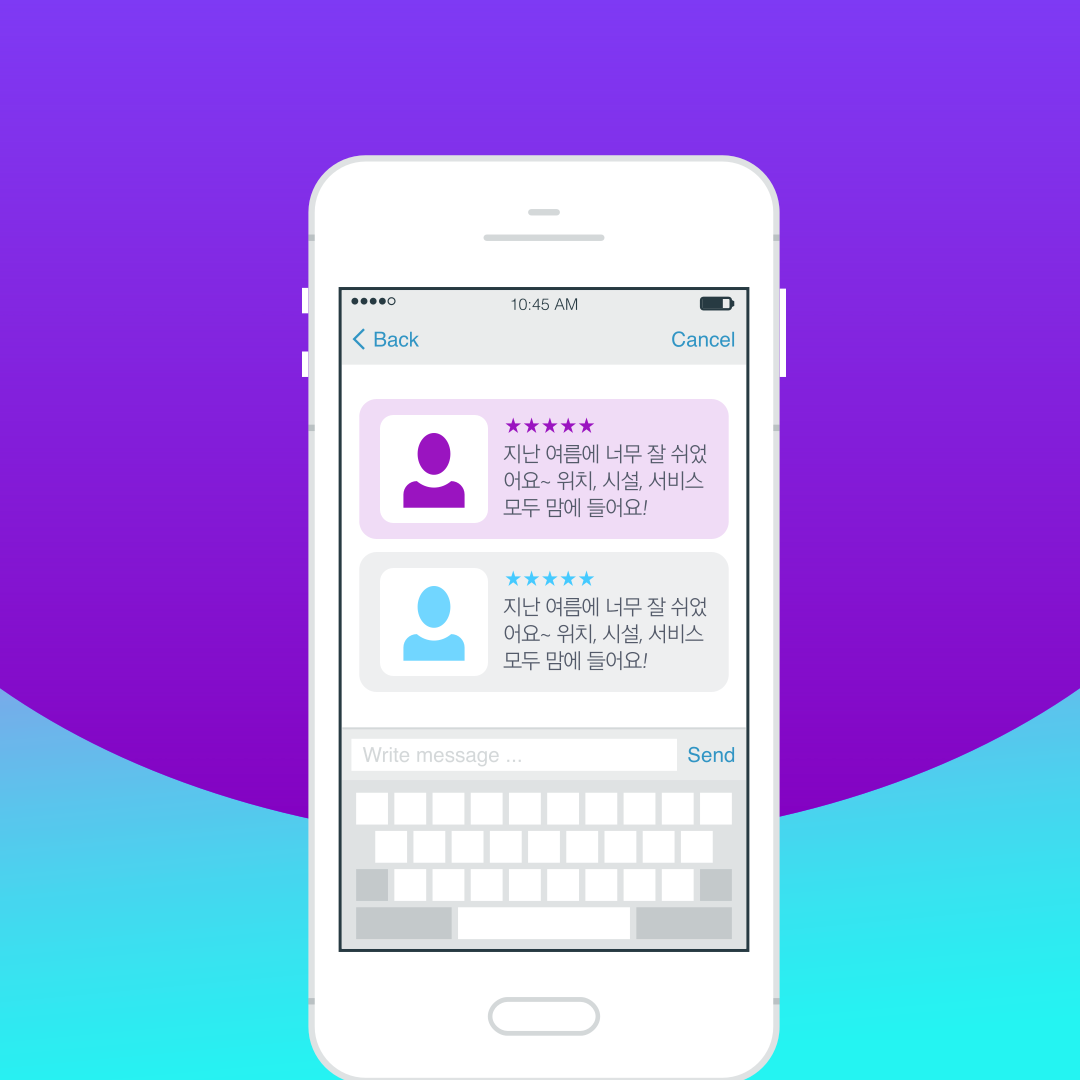 10:45 AM
Back
Cancel
★★★★★
지난 여름에 너무 잘 쉬었
어요~ 위치, 시설, 서비스
모두 맘에 들어요!
★★★★★
지난 여름에 너무 잘 쉬었
어요~ 위치, 시설, 서비스
모두 맘에 들어요!
Write message ...
Send